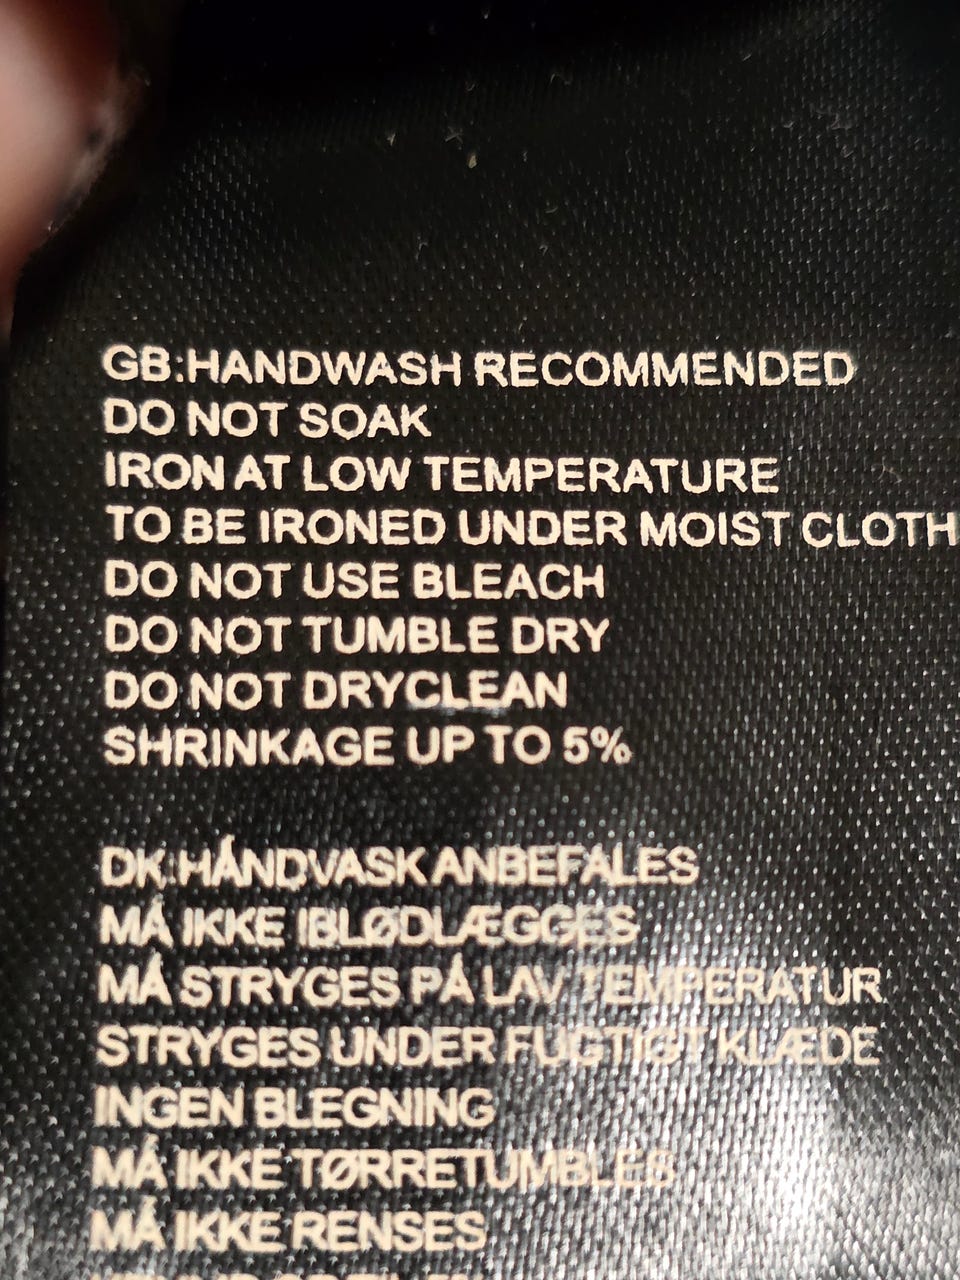 GB:HANDWASH RECOMMENDED
DO NOT SOAK
IRON AT LOW TEMPERATURE
TO BE IRONED UNDER MOIST CLOTH
DO NOT USE BLEACH
DO NOT TUMBLE DRY
DO NOT DRYCLEAN
SHRINKAGE UP TO 5%
DK:HÅNDVASK ANBEFALES
MÅ IKKE IBLØDLÆGGES
MÅ STRYGES PÅ LAV TEMPERATUR
STRYGES UNDER FUGTIGT KLÆDE
INGEN BLEGNING
MÅ IKKE TØRRETUMBLES
MÅ IKKE RENSES